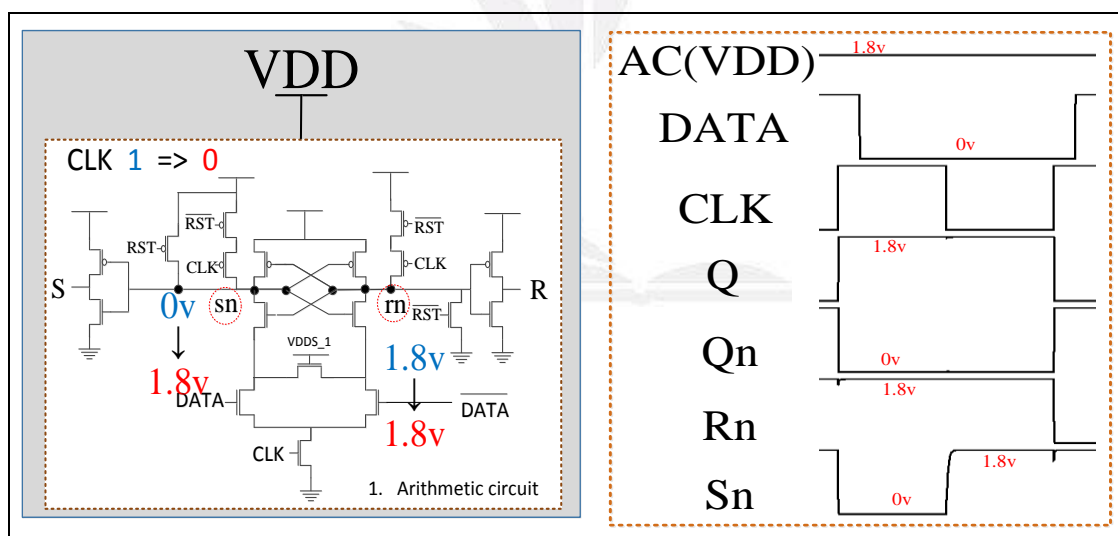 VDD
CLK 1 => 0
RST
RST
CLK
RST
CLK
S
0v
sn
rn
RST
R
1.8v
VDDS_1
1.8v
DATA
DATA
1.8v
CLK
1. Arithmetic circuit
AC(VDD)
1.8v
DATA
0v
CLK
Q
1.8v
Qn
0v
Rn
1.8v
Sn
0v
1.8v